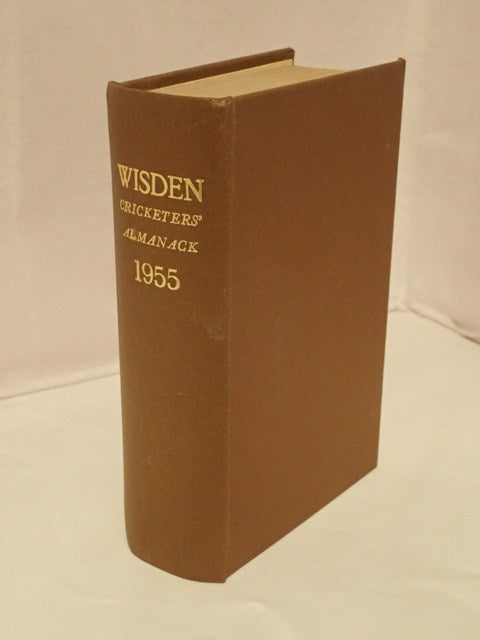 WISDEN
CRICKETERS'
ALMANACK
1955